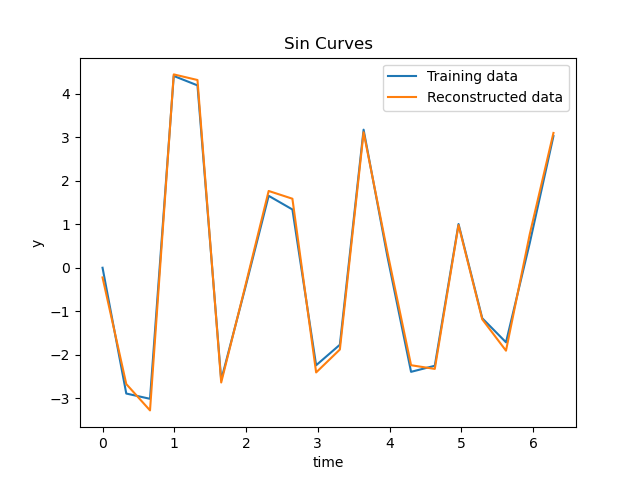 Sin Curves
Training data
Reconstructed data
4
3
2
1
0
−1
−2
−3
y
0 1 2 3 4 5 6
time